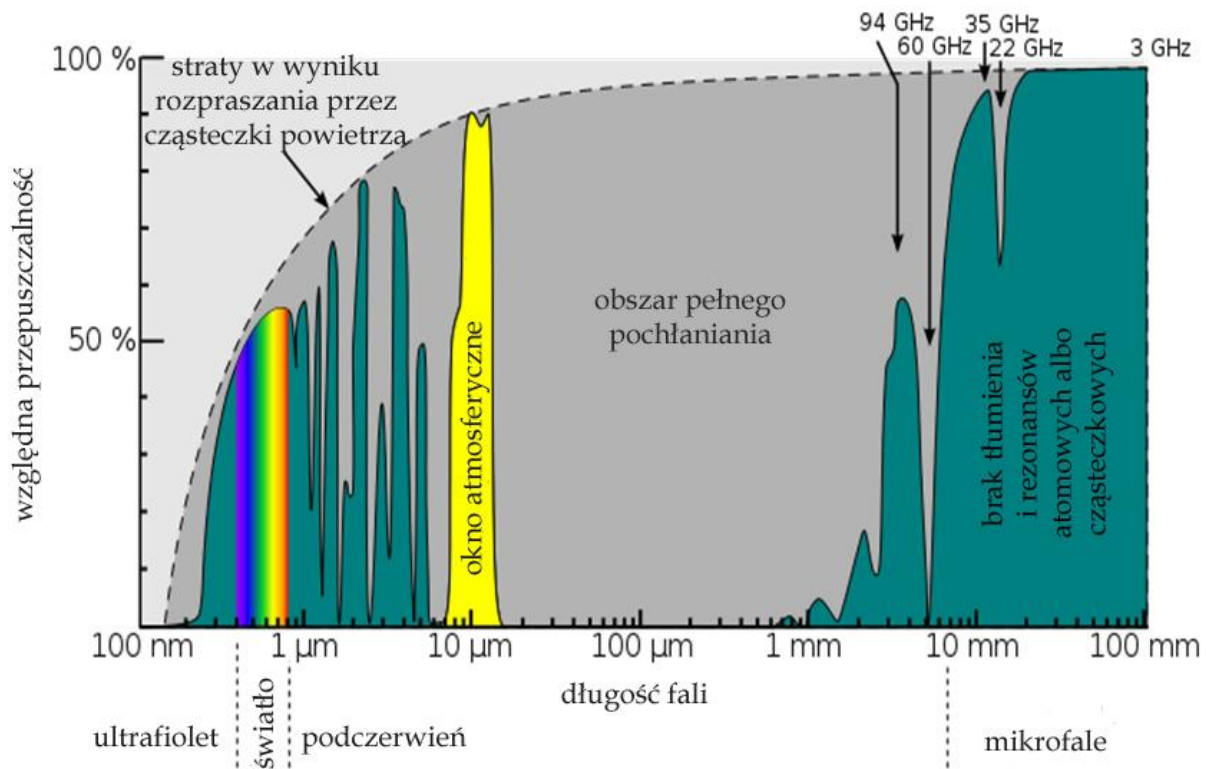 94 GHz
35 GHz
60 GHz
22 GHz
3 GHz
100 %
straty w wyniku
rozpraszania przez
cząsteczki powietrza
względna przepuszczalność
50 %
okno atmosferyczne
obszar pełnego
pochłaniania
brak tłumienia
i rezonansów
atomowych albo
cząsteczkowych
100 nm
1 µm
10 µm
100 µm
1 mm
10 mm
100 mm
długość fali
ultrafiolet
światło
podczerwień
mikrofale